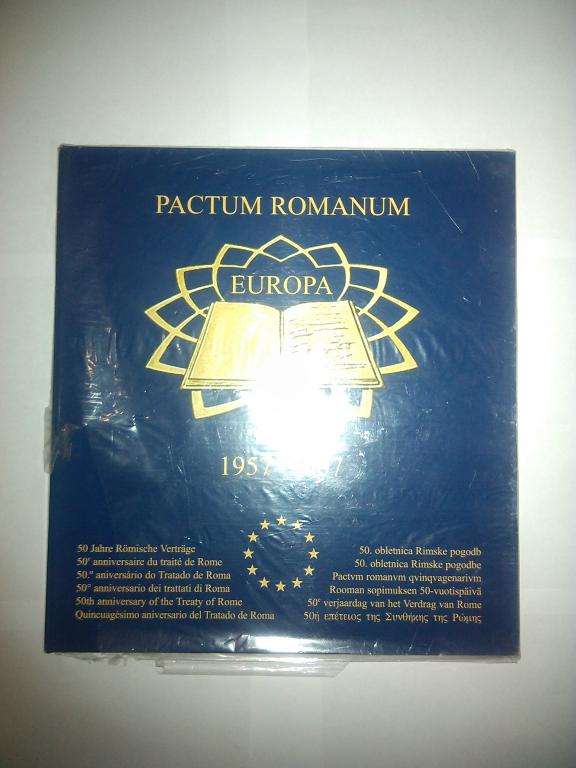 PACTUM ROMANUM
EUROPA
1957
50 Jahre Römische Verträge
50e anniversaire du traité de Rome
50.º aniversário do Tratado de Roma
50° anniversario dei trattati di Roma
50th anniversary of the Treaty of Rome
Quincuagésimo aniversario del Tratado de Roma
50. obletnica Rimske pogodb
50. obletnica Rimske pogodbe
Pactvm romanvm qvinqvagenarivm
Rooman sopimuksen 50-vuotispäivä
50e verjaardag van het Verdrag van Rome
50ή επέτειος της Συνθήκης της Ρώμης